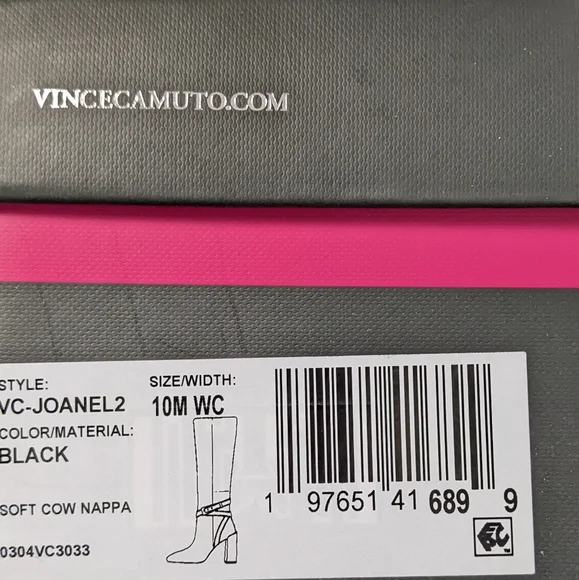 VINCECAMUTO.COM
STYLE: SIZE/WIDTH:
VC-JOANEL2 10M WC
COLOR/MATERIAL:
BLACK
SOFT COW NAPPA
0304VC3033
1 97651 41 689 9